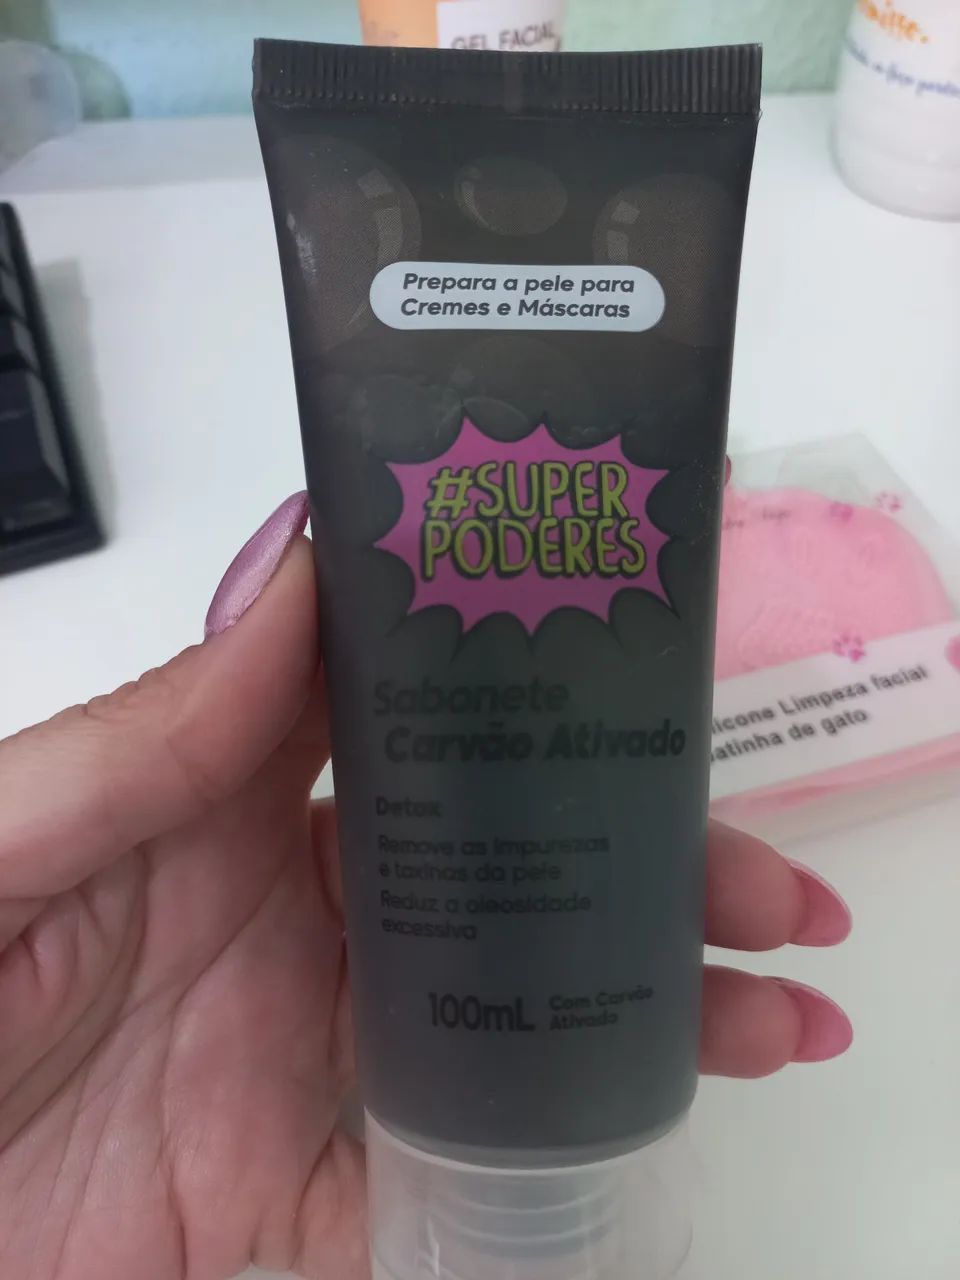 GEL FACIAL
Prepara a pele para
Cremes e Máscaras
#SUPER
PODERES
Sabonete
Carvão Ativado
Detox
Remove as impurezas
e toxinas da pele
Reduz a oleosidade
excessiva
100mL
Com Carvão
Ativado
Limpeza facial
patinha de gato